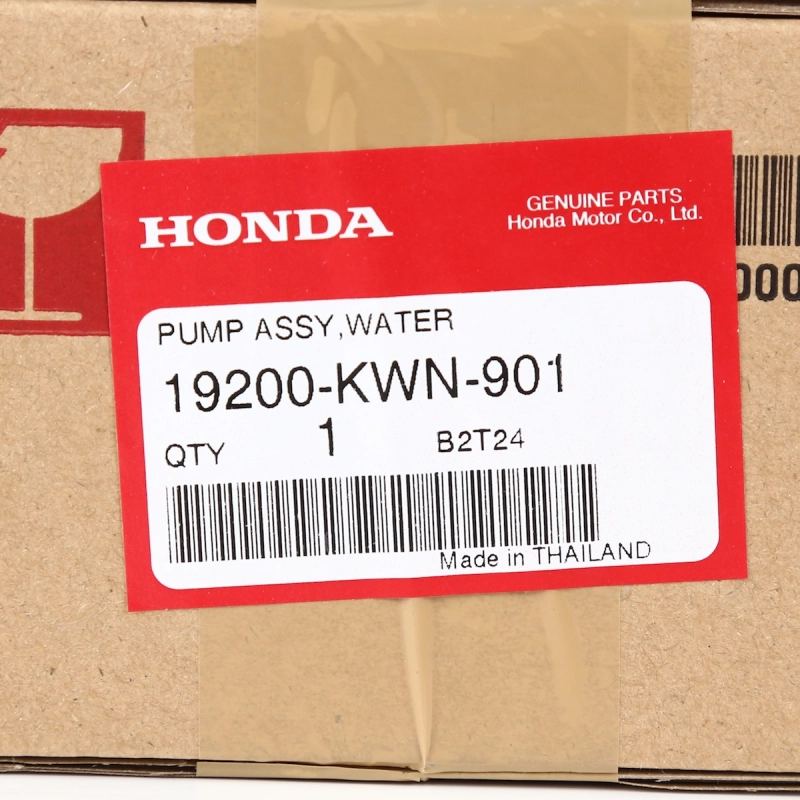 HONDA
GENUINE PARTS
Honda Motor Co., Ltd.
PUMP ASSY,WATER
19200-KWN-901
QTY 1 B2T24
Made in THAILAND